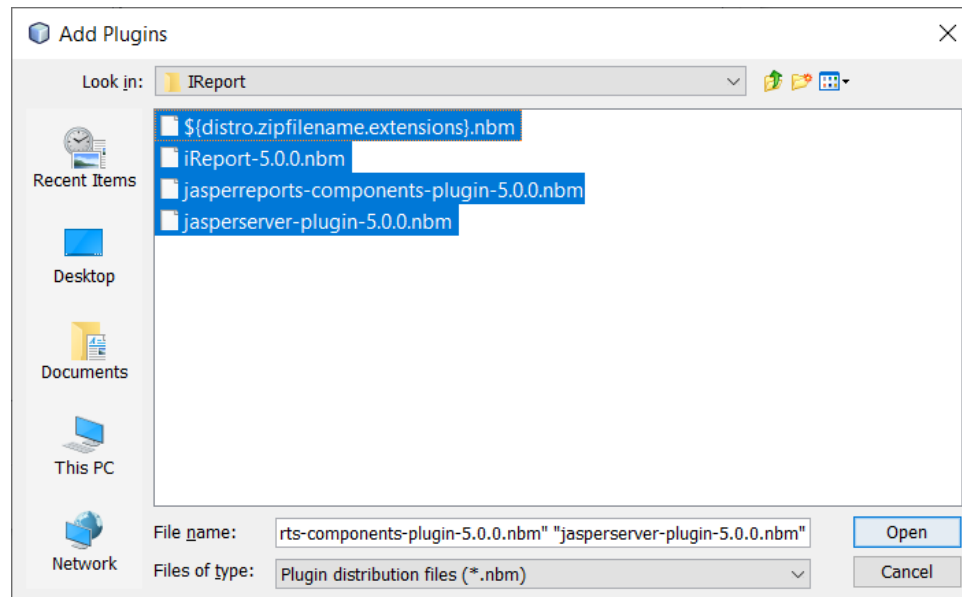 Add Plugins
Look in:
IReport
${distro.zipfilename.extensions}.nbm
iReport-5.0.0.nbm
jasperreports-components-plugin-5.0.0.nbm
jasperserver-plugin-5.0.0.nbm
Recent Items
Desktop
Documents
This PC
Network
File name:
rts-components-plugin-5.0.0.nbm" "jasperserver-plugin-5.0.0.nbm"
Open
Files of type:
Plugin distribution files (*.nbm)
Cancel